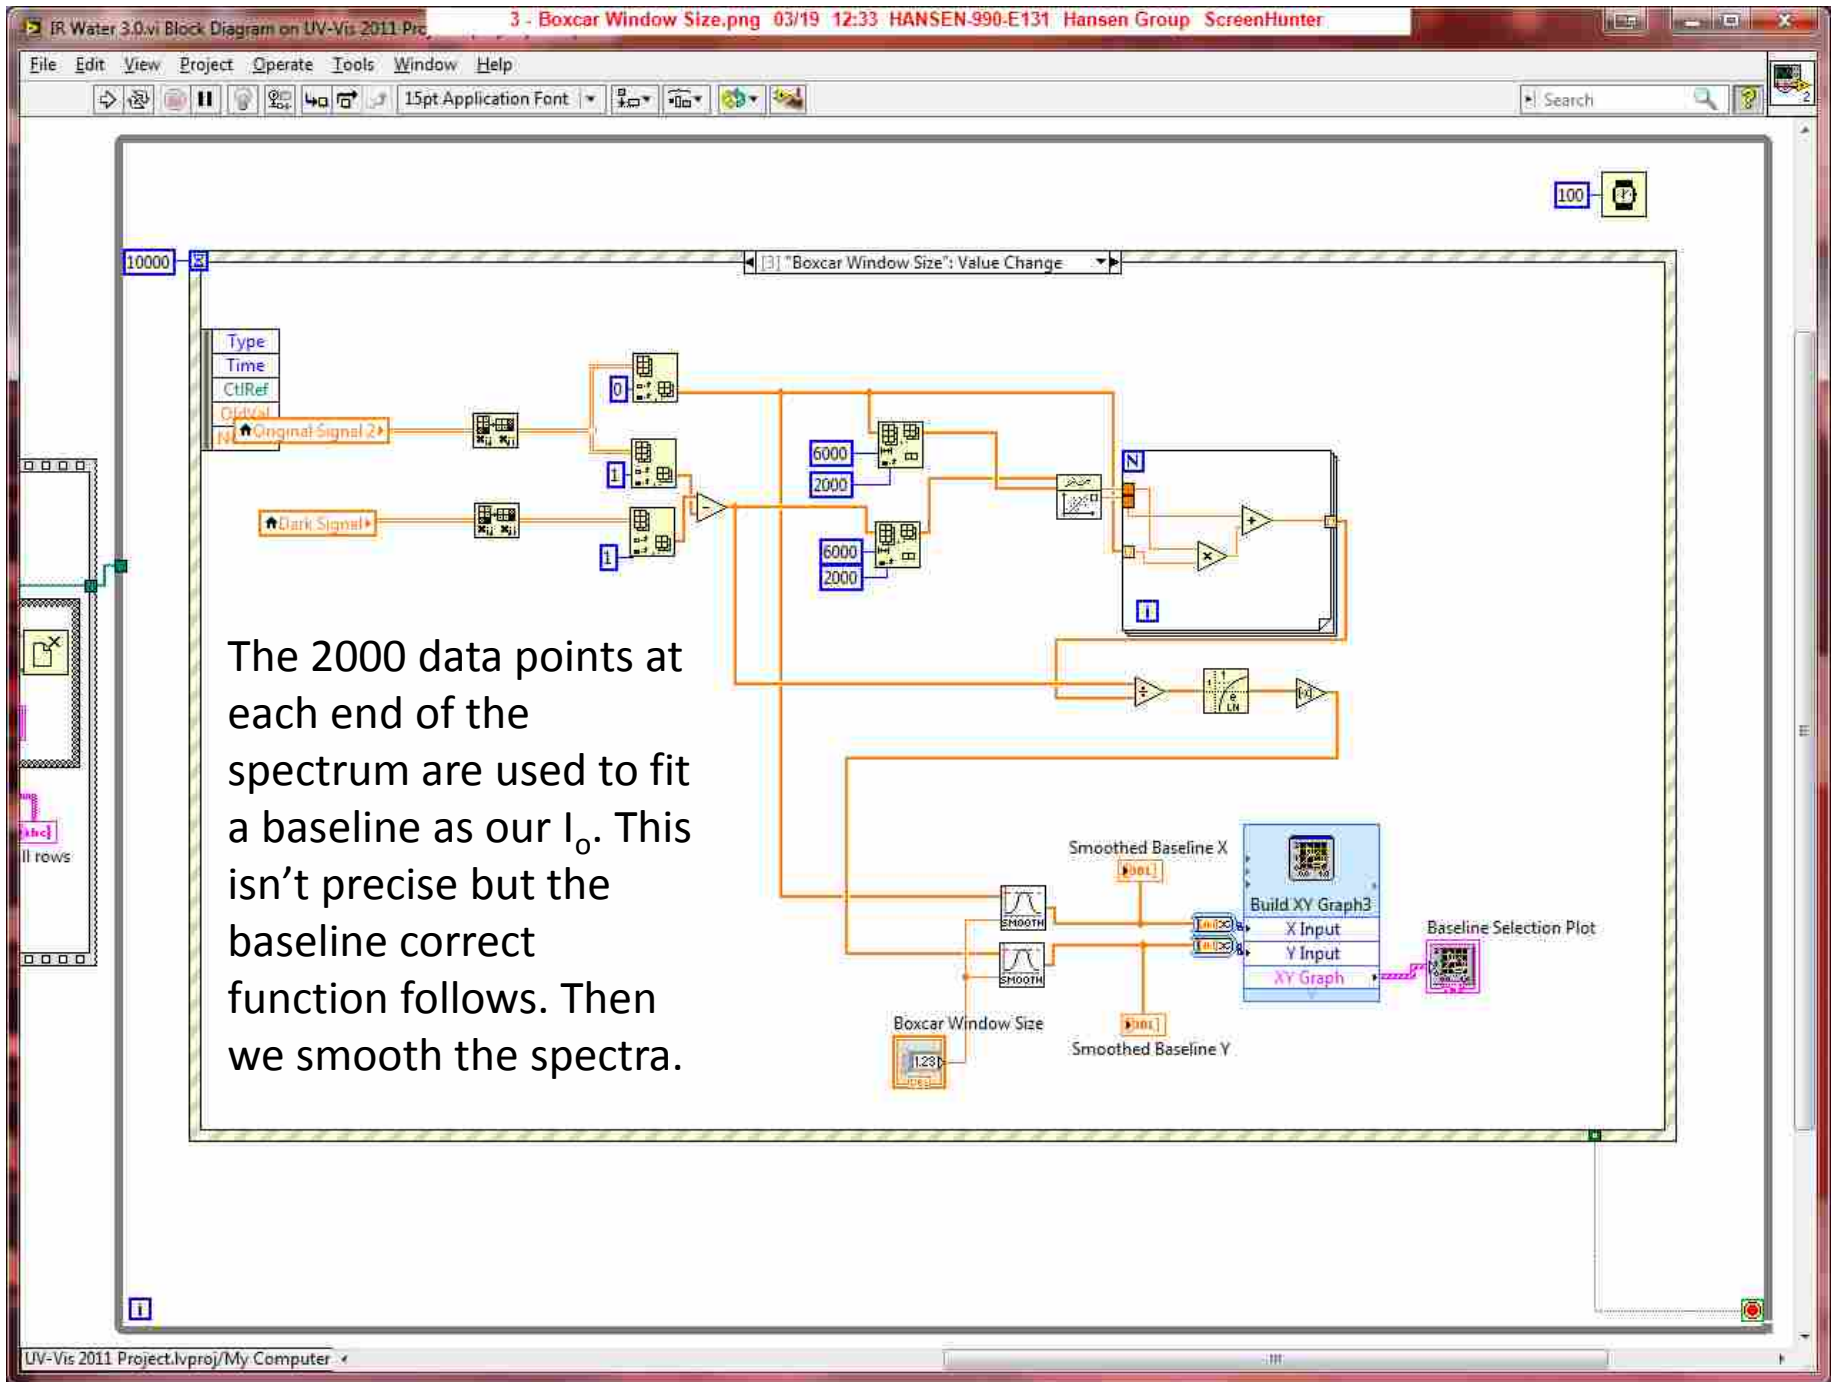 3 - Boxcar Window Size.png 03/19 12:33 HANSEN-990-E131 Hansen Group ScreenHunter
IR Water 3.0.vi Block Diagram on UV-Vis 2011 Pro
File Edit View Project Operate Tools Window Help
15pt Application Font
Search
2
100
10000
[3] "Boxcar Window Size": Value Change
Type
Time
CtlRef
OldVal
Original Signal 2
0
1
Dark Signal
1
6000
2000
6000
2000
N
i
LN
The 2000 data points at
each end of the
spectrum are used to fit
a baseline as our Io. This
isn't precise but the
baseline correct
function follows. Then
we smooth the spectra.
abc
ll rows
Smoothed Baseline X
SMOOTH
SMOOTH
Build XY Graph3
X Input
Y Input
XY Graph
Baseline Selection Plot
Boxcar Window Size
1.23
Smoothed Baseline Y
i
UV-Vis 2011 Project.lvproj/My Computer